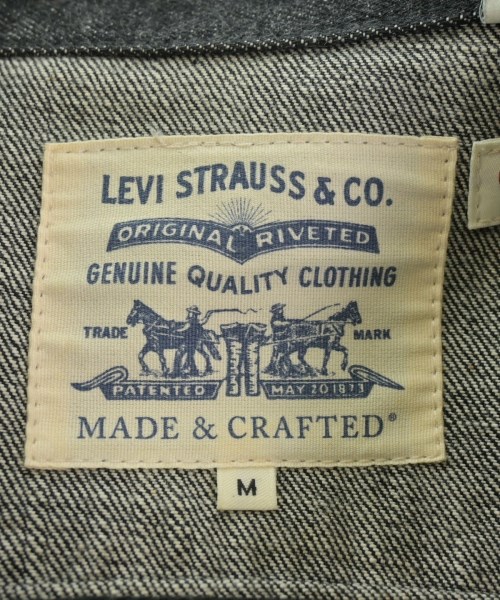 LEVI STRAUSS & CO.
ORIGINAL RIVETED
GENUINE QUALITY CLOTHING
TRADE MARK
PATENTED MAY 20 1873
MADE & CRAFTED®
M